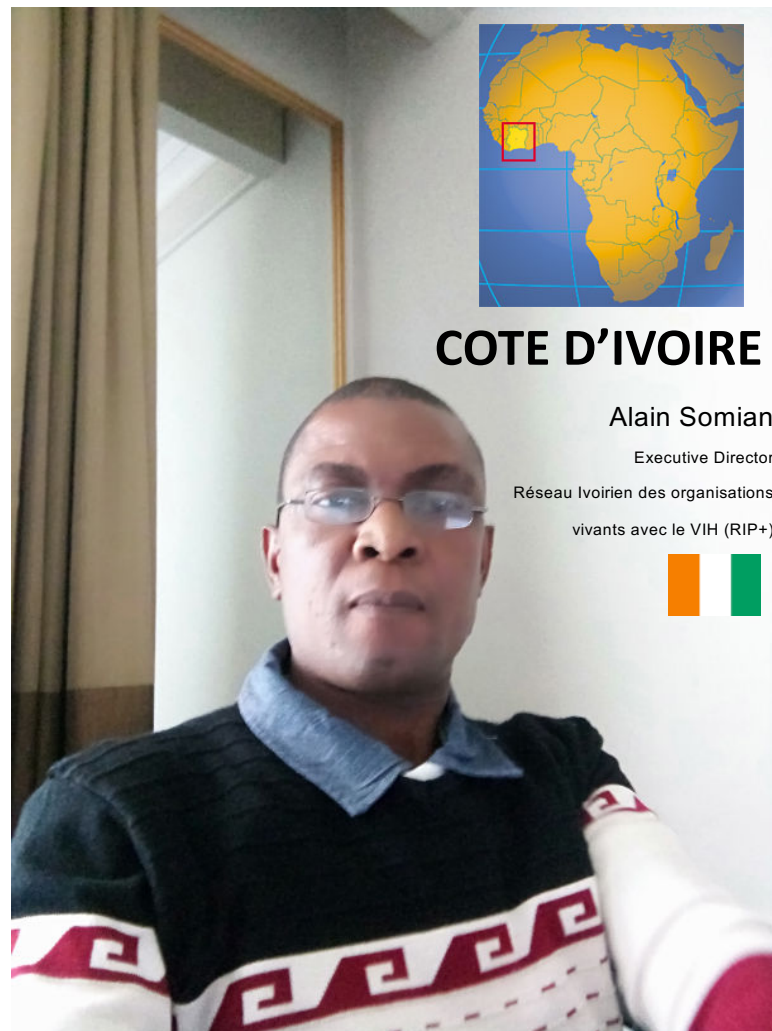 COTE D’IVOIRE
Alain Somian
Executive Director
Réseau Ivoirien des organisations
vivants avec le VIH (RIP+)